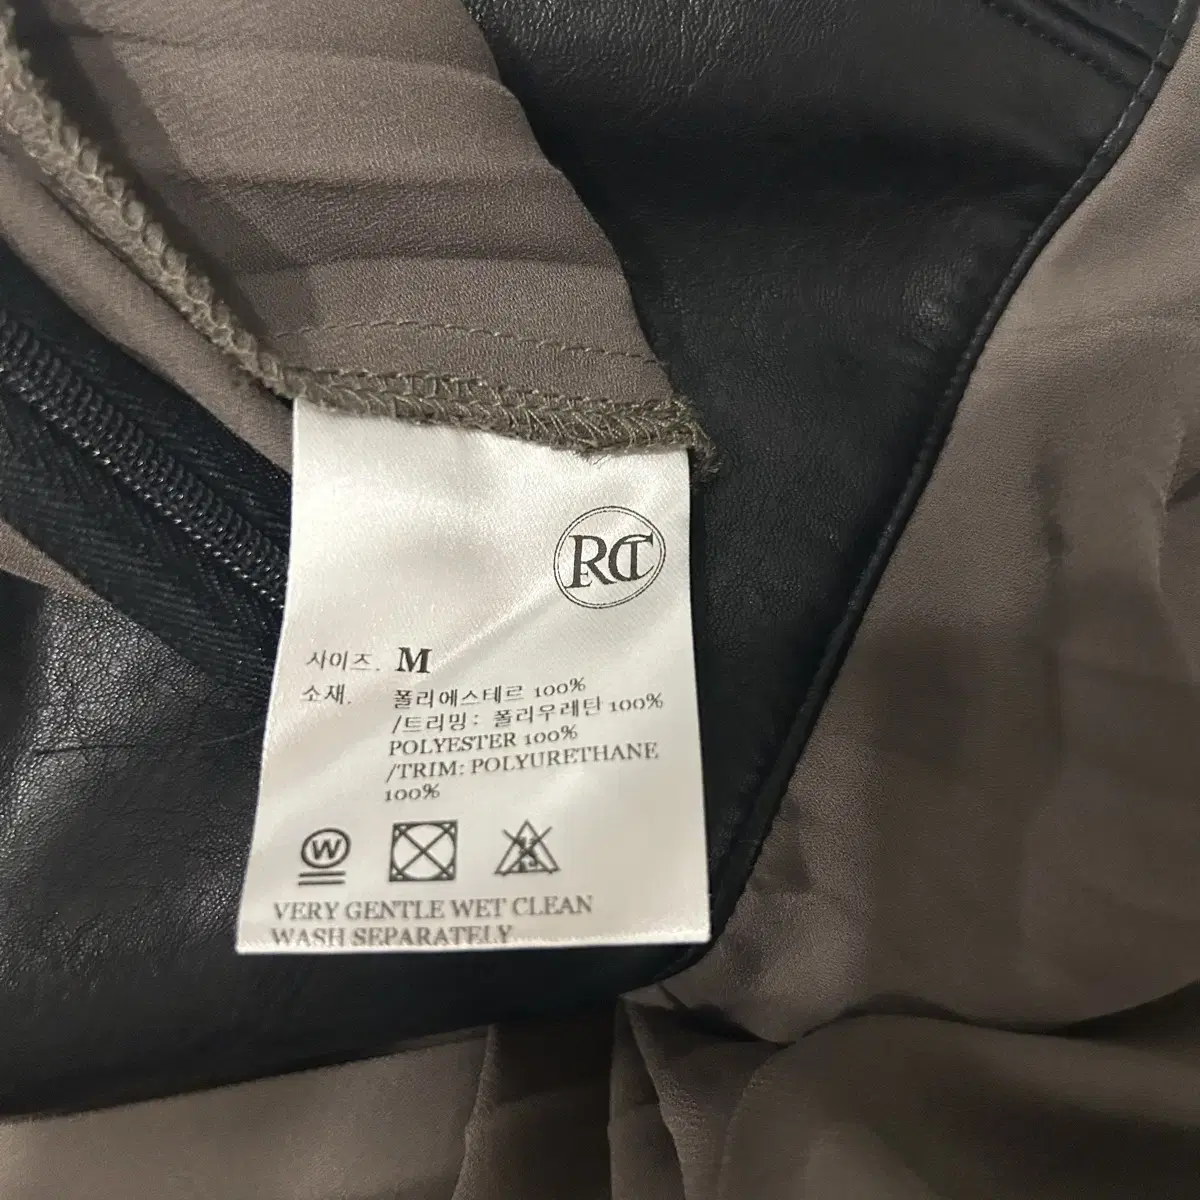 RD
사이즈. M
소재. 폴리에스테르 100%
/트리밍 : 폴리우레탄 100%
POLYESTER 100%
/TRIM: POLYURETHANE
100%
W
VERY GENTLE WET CLEAN
WASH SEPARATELY.